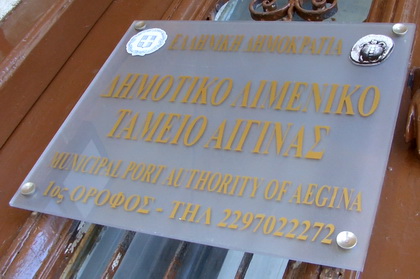 ΕΛΛΗΝΙΚΗ ΔΗΜΟΚΡΑΤΙΑ
ΔΗΜΟΤΙΚΟ ΛΙΜΕΝΙΚΟ
ΤΑΜΕΙΟ ΑΙΓΙΝΑΣ
MUNICIPAL PORT AUTHORITY OF AEGINA
1ος ΟΡΟΦΟΣ - ΤΗΛ 2297022272